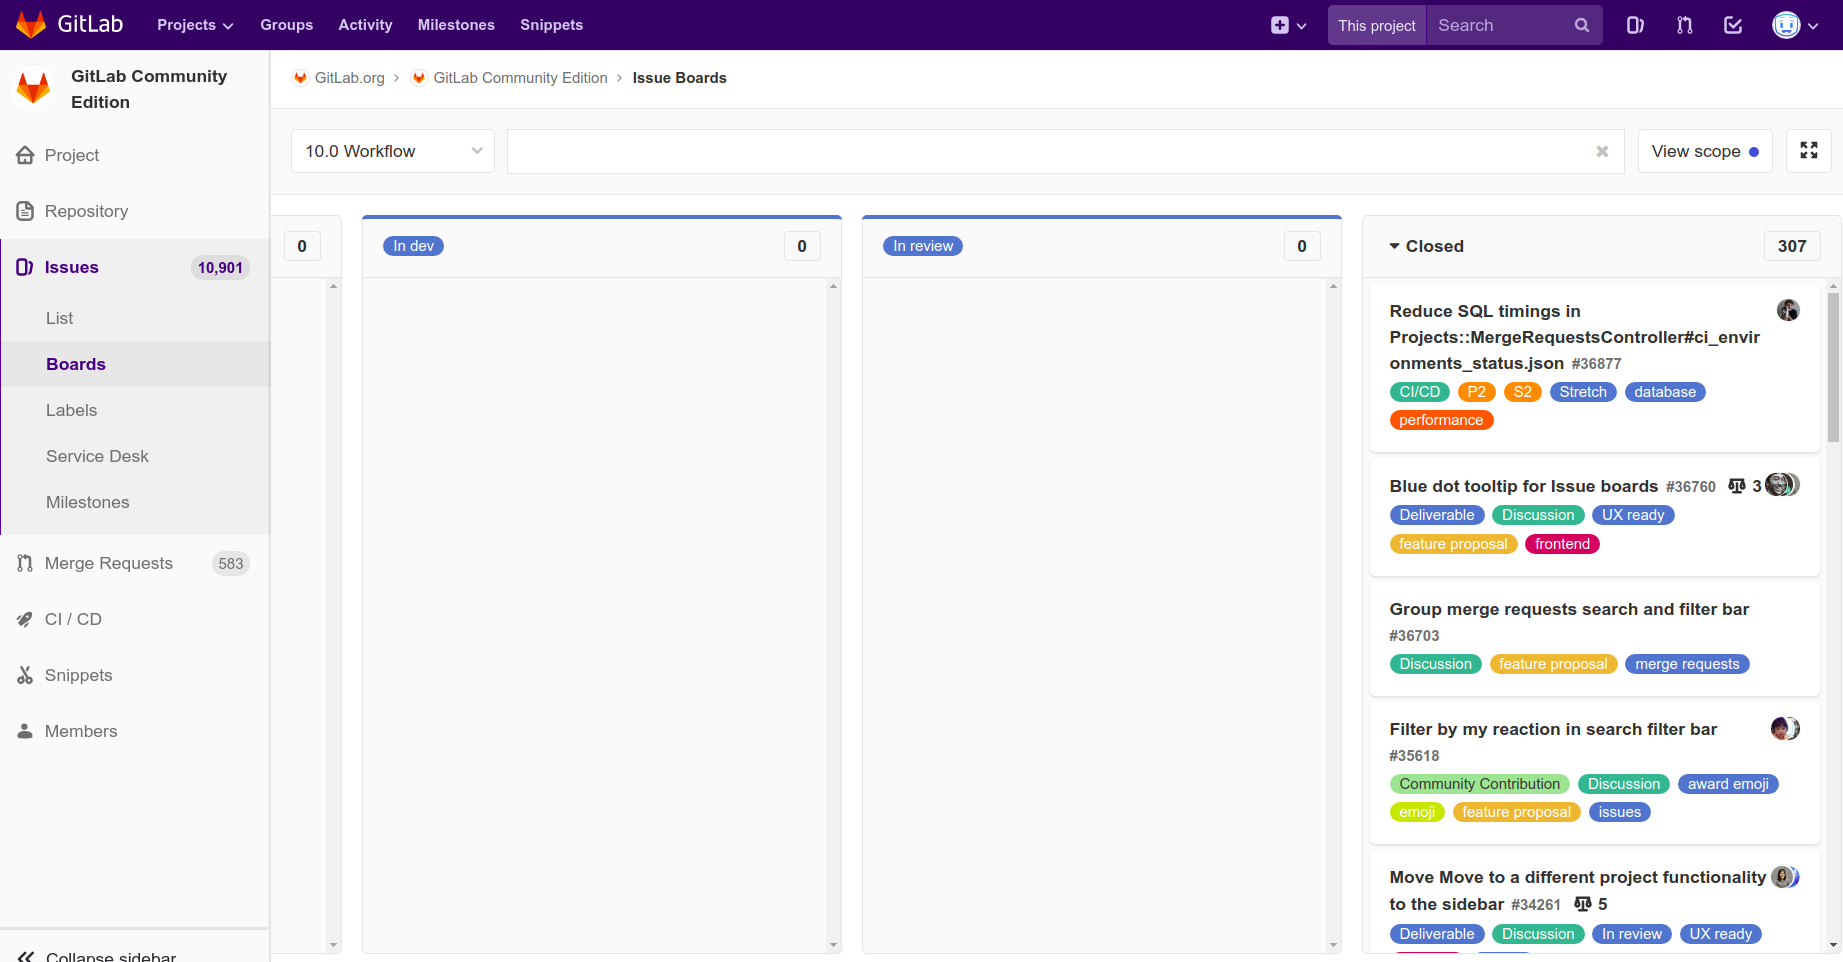 GitLab Projects Groups Activity Milestones Snippets This project Search
GitLab Community
Edition
Project
Repository
Issues 10,901
List
Boards
Labels
Service Desk
Milestones
Merge Requests 583
CI / CD
Snippets
Members
Collapse sidebar
GitLab.org › GitLab Community Edition › Issue Boards
10.0 Workflow View scope
0
In dev 0
In review 0
Closed 307
Reduce SQL timings in
Projects::MergeRequestsController#ci_envir
onments_status.json #36877
CI/CD P2 S2 Stretch database
performance
Blue dot tooltip for Issue boards #36760 3
Deliverable Discussion UX ready
feature proposal frontend
Group merge requests search and filter bar
#36703
Discussion feature proposal merge requests
Filter by my reaction in search filter bar
#35618
Community Contribution Discussion award emoji
emoji feature proposal issues
Move Move to a different project functionality
to the sidebar #34261 5
Deliverable Discussion In review UX ready